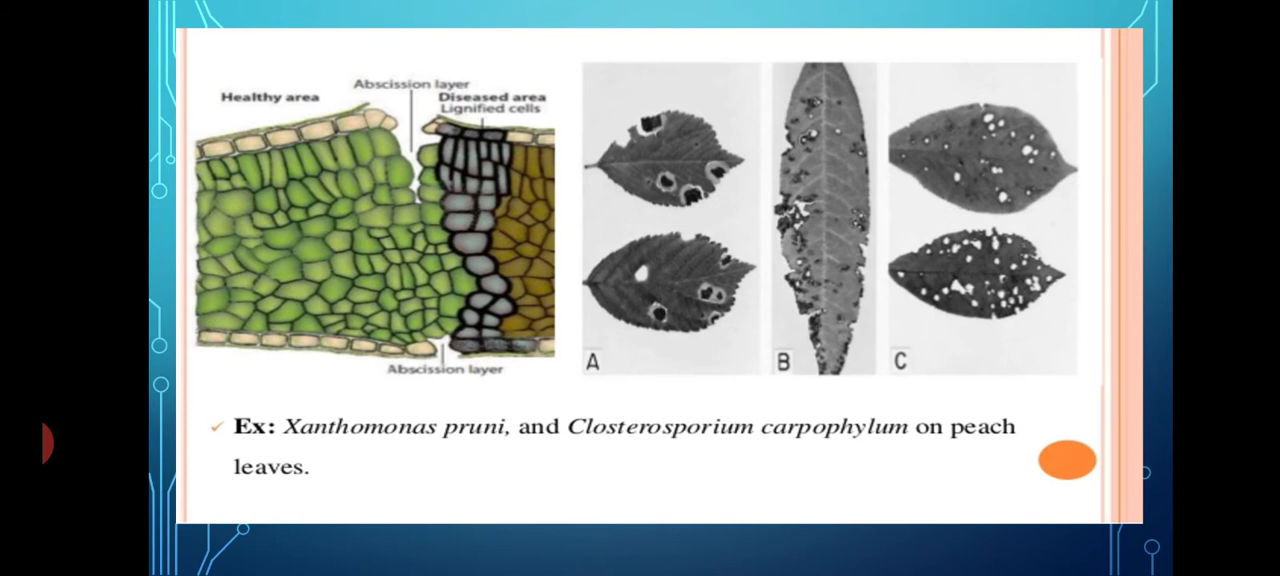 Abscission layer
Healthy area
Diseased area
Lignified cells
Abscission layer
A
B
C
Ex: Xanthomonas pruni, and Closterosporium carpophylum on peach
leaves.